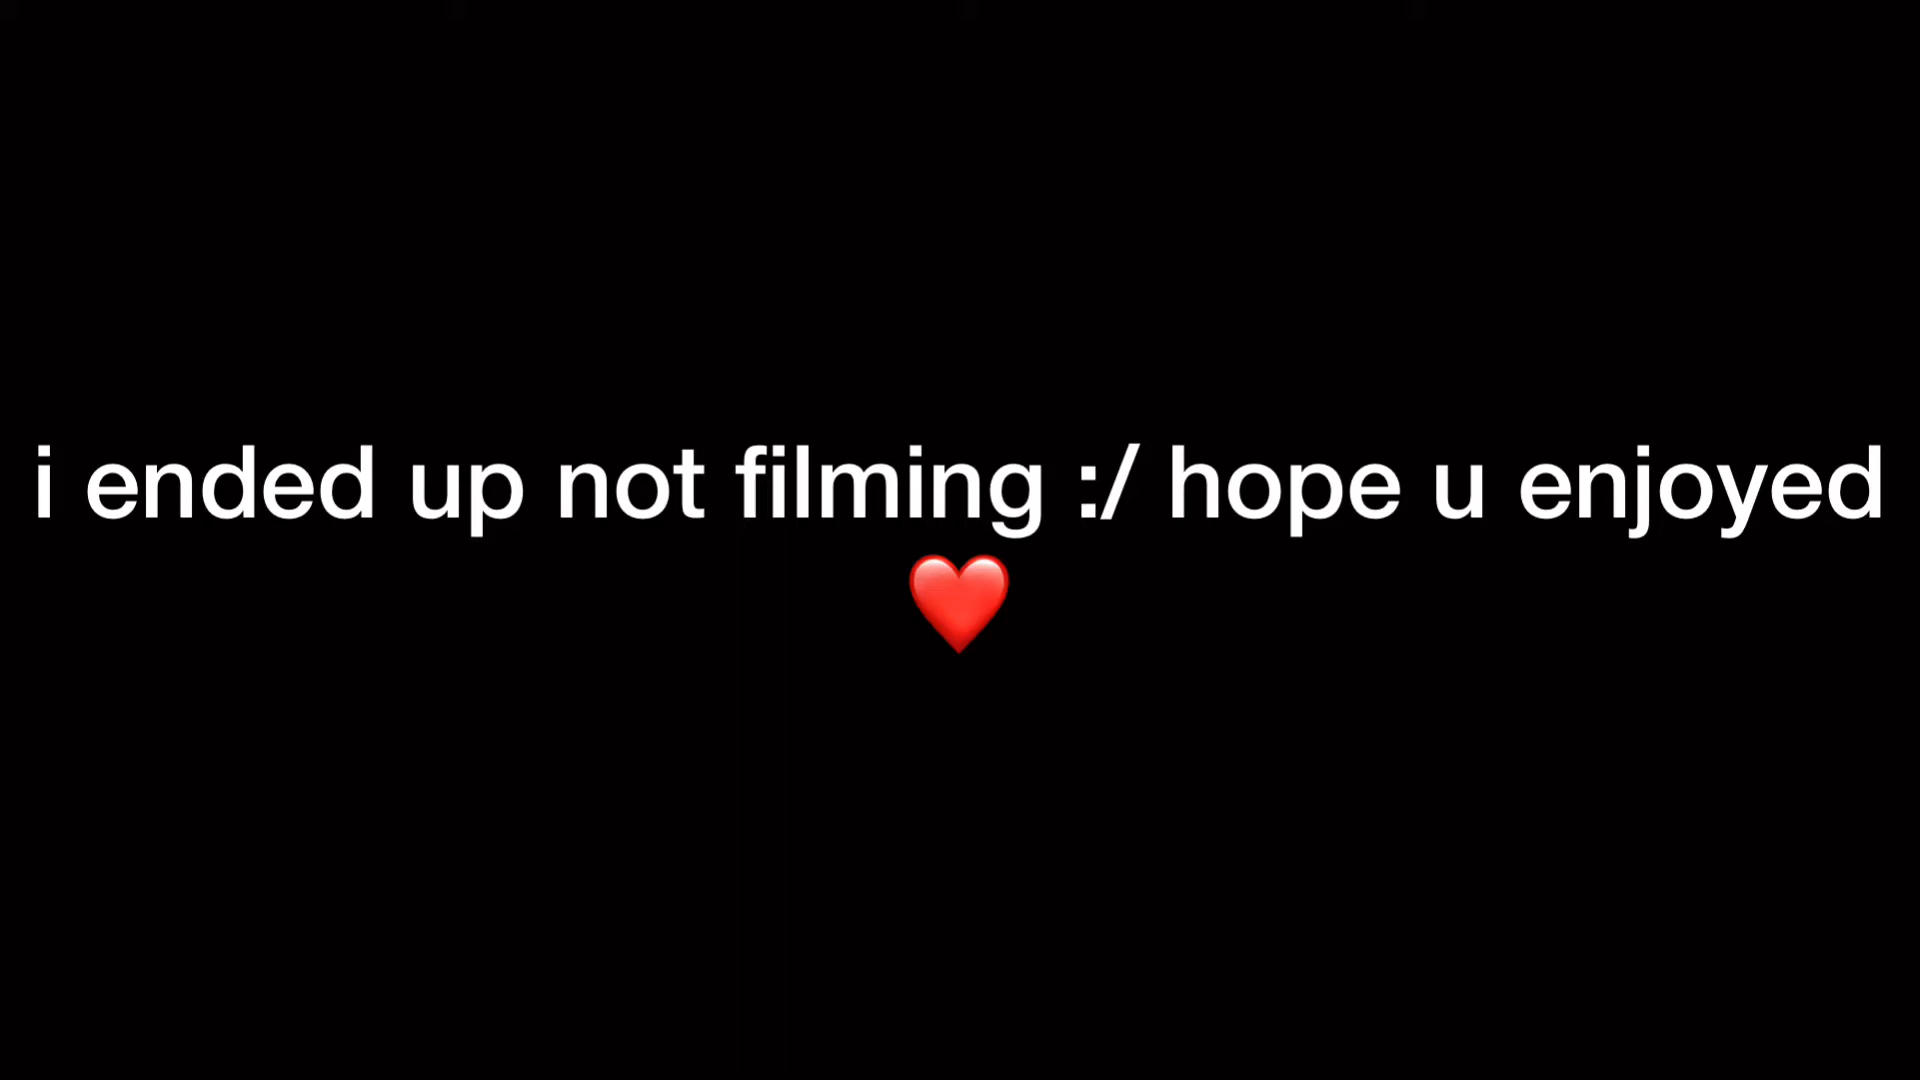 i ended up not filming :/ hope u enjoyed
❤️